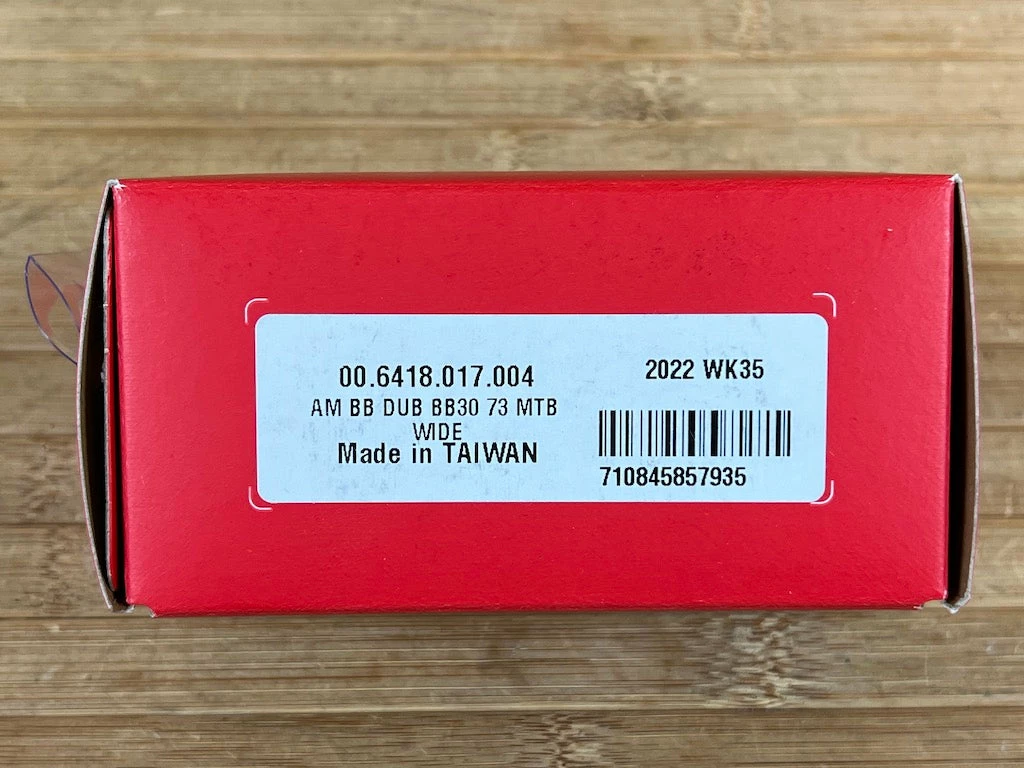 00.6418.017.004
AM BB DUB BB30 73 MTB
WIDE
Made in TAIWAN
2022 WK35
710845857935